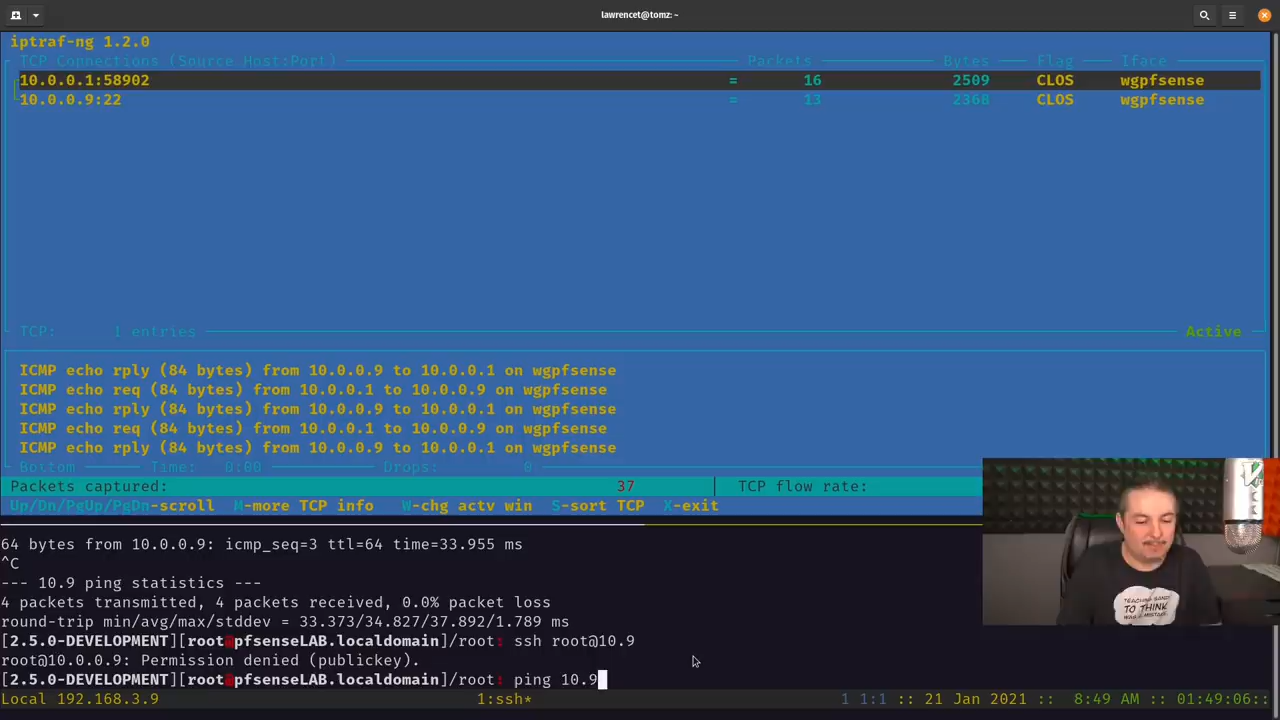 lawrencet@tomz: ~
iptraf-ng 1.2.0
TCP Connections (Source Host:Port) Packets Bytes Flag Iface
10.0.0.1:58902 = 16 2509 CLOS wgpfsense
10.0.0.9:22 = 13 2368 CLOS wgpfsense
TCP: 1 entries Active
ICMP echo rply (84 bytes) from 10.0.0.9 to 10.0.0.1 on wgpfsense
ICMP echo req (84 bytes) from 10.0.0.1 to 10.0.0.9 on wgpfsense
ICMP echo rply (84 bytes) from 10.0.0.9 to 10.0.0.1 on wgpfsense
ICMP echo req (84 bytes) from 10.0.0.1 to 10.0.0.9 on wgpfsense
ICMP echo rply (84 bytes) from 10.0.0.9 to 10.0.0.1 on wgpfsense
Bottom Time: 0:00 Drops: 0
Packets captured: 37 TCP flow rate:
Up/Dn/PgUp/PgDn-scroll M-more TCP info W-chg actv win S-sort TCP X-exit
64 bytes from 10.0.0.9: icmp_seq=3 ttl=64 time=33.955 ms
^C
--- 10.9 ping statistics ---
4 packets transmitted, 4 packets received, 0.0% packet loss
round-trip min/avg/max/stddev = 33.373/34.827/37.892/1.789 ms
[2.5.0-DEVELOPMENT][root@pfsenseLAB.localdomain]/root: ssh root@10.9
root@10.0.0.9: Permission denied (publickey).
[2.5.0-DEVELOPMENT][root@pfsenseLAB.localdomain]/root: ping 10.9
TO THINK
Local 192.168.3.9 1:ssh* 1 1:1 :: 21 Jan 2021 :: 8:49 AM :: 01:49:06::